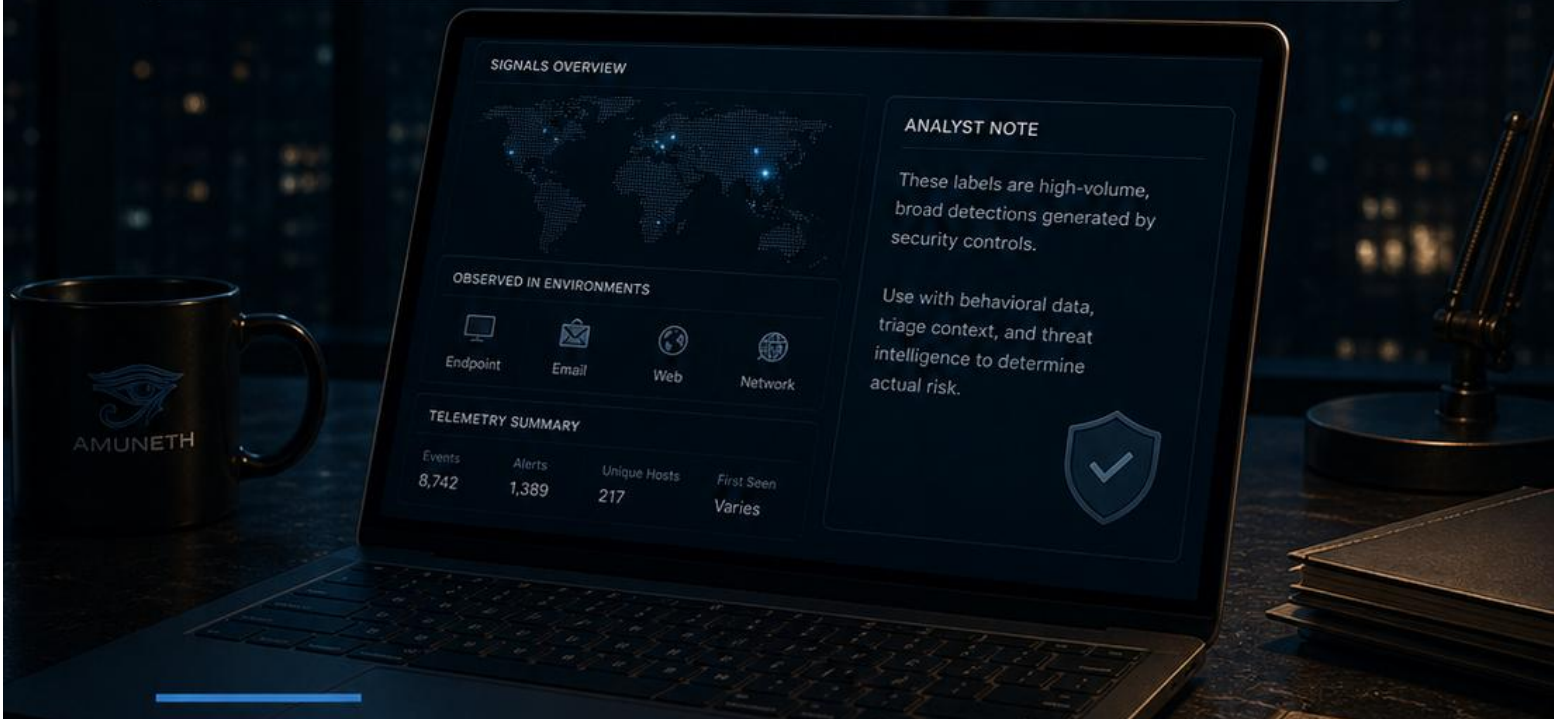 SIGNALS OVERVIEW
ANALYST NOTE
These labels are high-volume,
broad detections generated by
security controls.
Use with behavioral data,
triage context, and threat
intelligence to determine
actual risk.
OBSERVED IN ENVIRONMENTS
Endpoint
Email
Web
Network
TELEMETRY SUMMARY
Events
8,742
Alerts
1,389
Unique Hosts
217
First Seen
Varies
AMUNETH